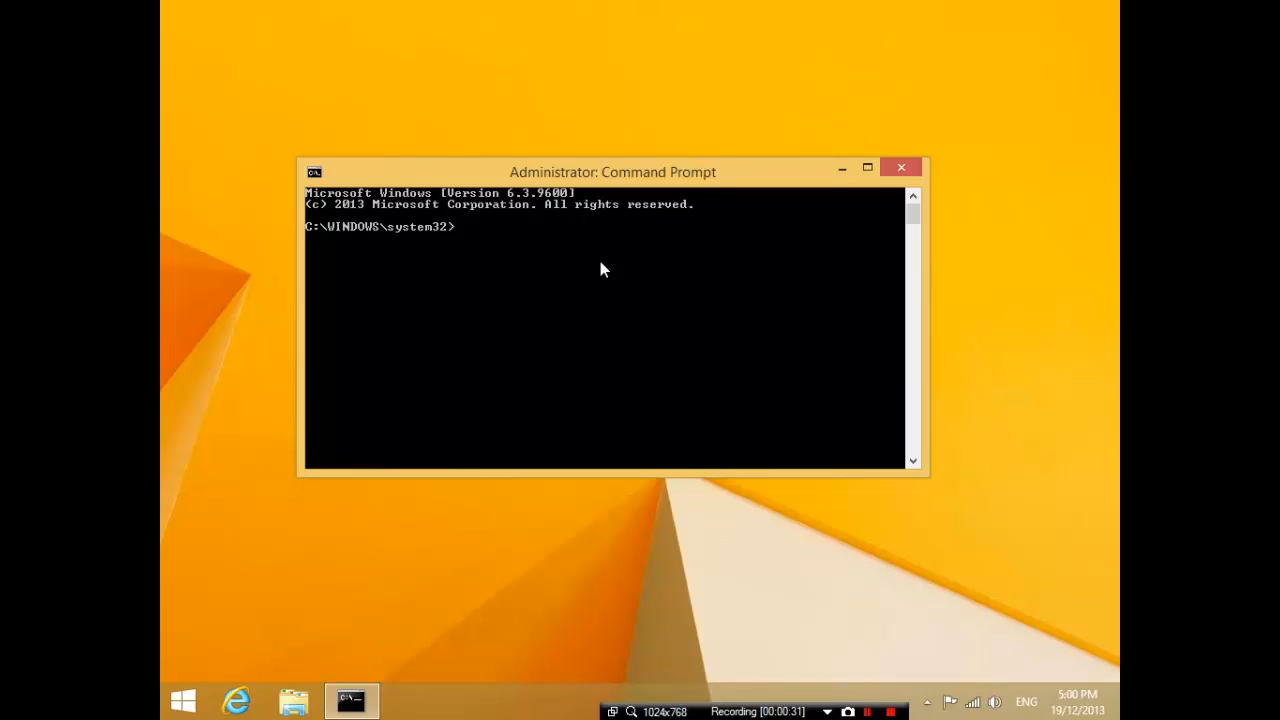 Administrator: Command Prompt
Microsoft Windows [Version 6.3.9600]
(c) 2013 Microsoft Corporation. All rights reserved.
C:\WINDOWS\system32>
ENG
5:00 PM
19/12/2013
1024x768
Recording [00:00:31]